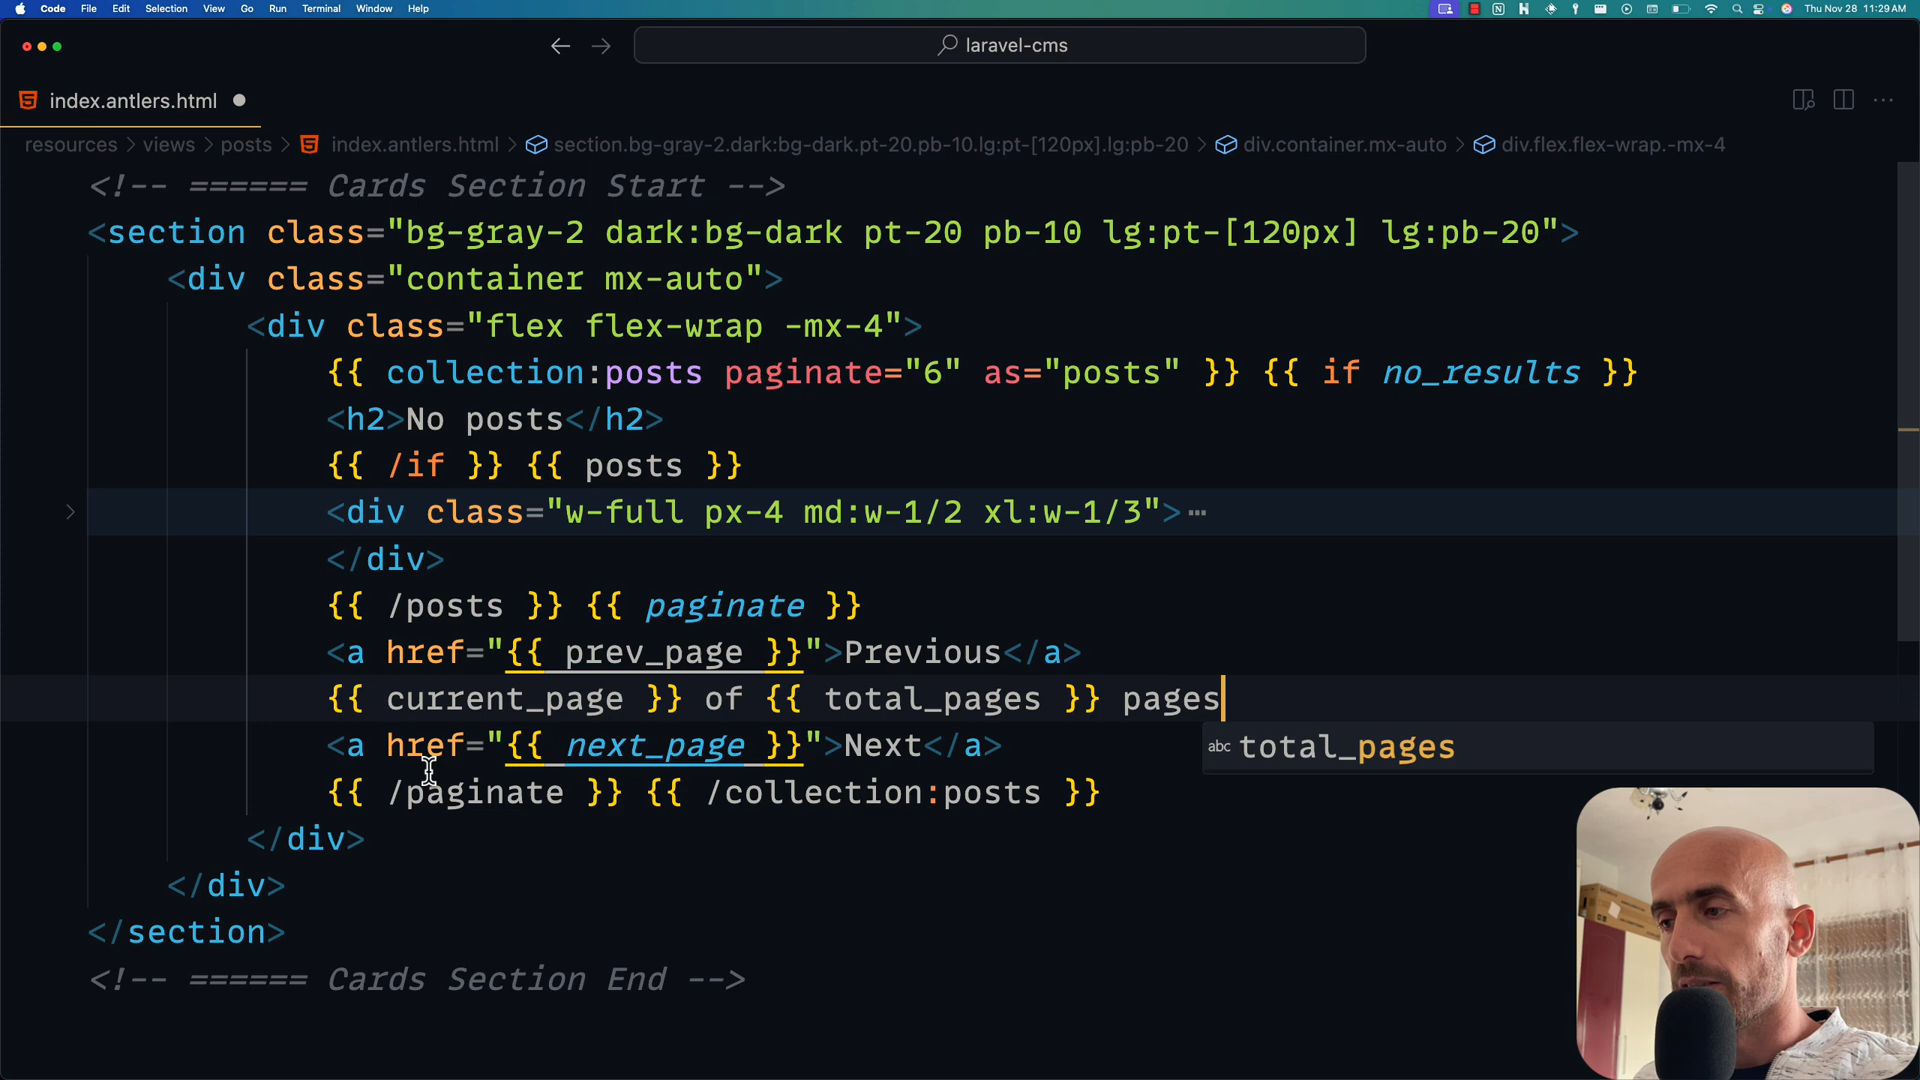 Code File Edit Selection View Go Run Terminal Window Help Thu Nov 28 11:29 AM
laravel-cms
index.antlers.html
resources > views > posts > index.antlers.html > section.bg-gray-2.dark:bg-dark.pt-20.pb-10.lg:pt-[120px].lg:pb-20 > div.container.mx-auto > div.flex.flex-wrap.-mx-4
<!-- ====== Cards Section Start -->
<section class="bg-gray-2 dark:bg-dark pt-20 pb-10 lg:pt-[120px] lg:pb-20">
<div class="container mx-auto">
<div class="flex flex-wrap -mx-4">
{{ collection:posts paginate="6" as="posts" }} {{ if no_results }}
<h2>No posts</h2>
{{ /if }} {{ posts }}
<div class="w-full px-4 md:w-1/2 xl:w-1/3">…
</div>
{{ /posts }} {{ paginate }}
<a href="{{ prev_page }}">Previous</a>
{{ current_page }} of {{ total_pages }} pages
<a href="{{ next_page }}">Next</a>
abc total_pages
{{ /paginate }} {{ /collection:posts }}
</div>
</div>
</section>
<!-- ====== Cards Section End -->